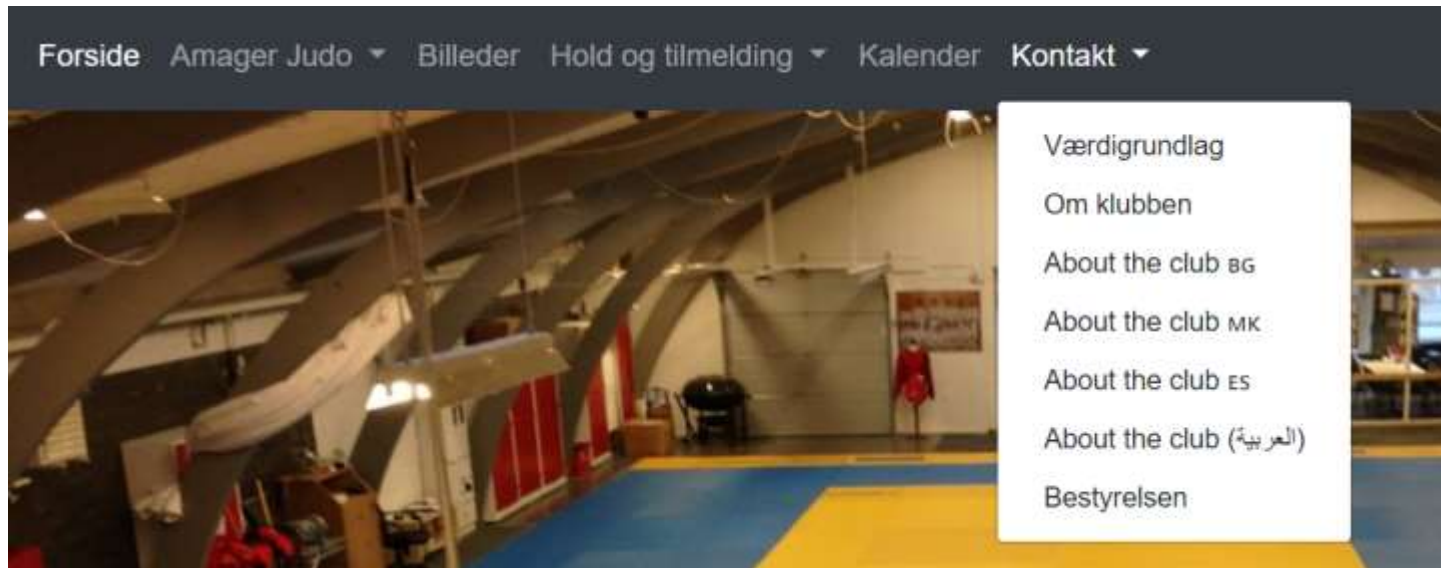 Forside Amager Judo Billeder Hold og tilmelding Kalender Kontakt
Værdigrundlag
Om klubben
About the club BG
About the club MK
About the club ES
About the club (العربية)
Bestyrelsen